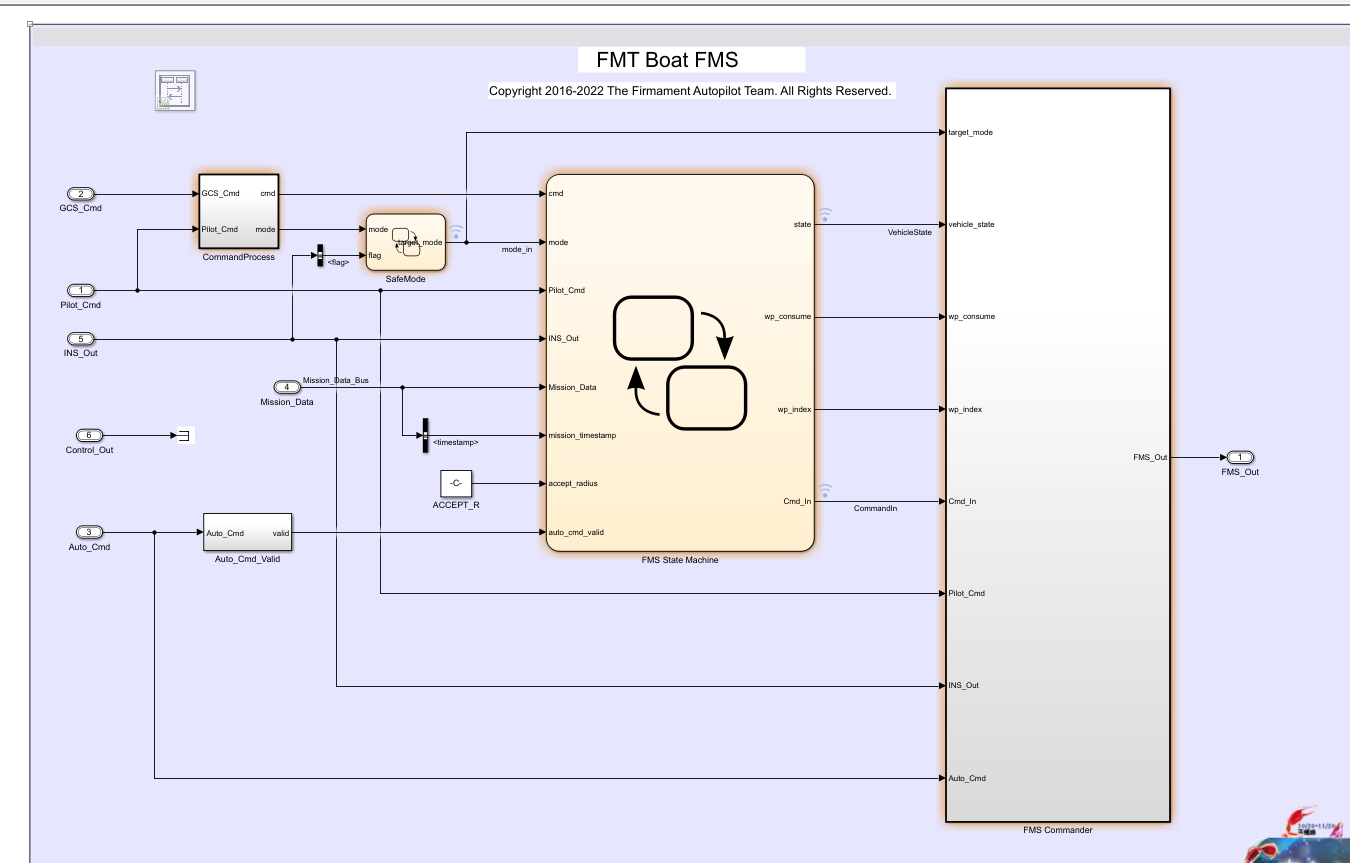 FMT Boat FMS
Copyright 2016-2022 The Firmament Autopilot Team. All Rights Reserved.
target_mode
2
GCS_Cmd
GCS_Cmd
cmd
Pilot_Cmd
mode
CommandProcess
mode
target_mode
flag
<flag>
SafeMode
mode_in
1
Pilot_Cmd
5
INS_Out
4
Mission_Data_Bus
Mission_Data
6
Control_Out
<timestamp>
-C-
ACCEPT_R
3
Auto_Cmd
Auto_Cmd
valid
Auto_Cmd_Valid
cmd
mode
Pilot_Cmd
INS_Out
Mission_Data
mission_timestamp
accept_radius
auto_cmd_valid
state
wp_consume
wp_index
Cmd_In
FMS State Machine
VehicleState
CommandIn
vehicle_state
wp_consume
wp_index
Cmd_In
Pilot_Cmd
INS_Out
Auto_Cmd
FMS_Out
FMS Commander
1
FMS_Out